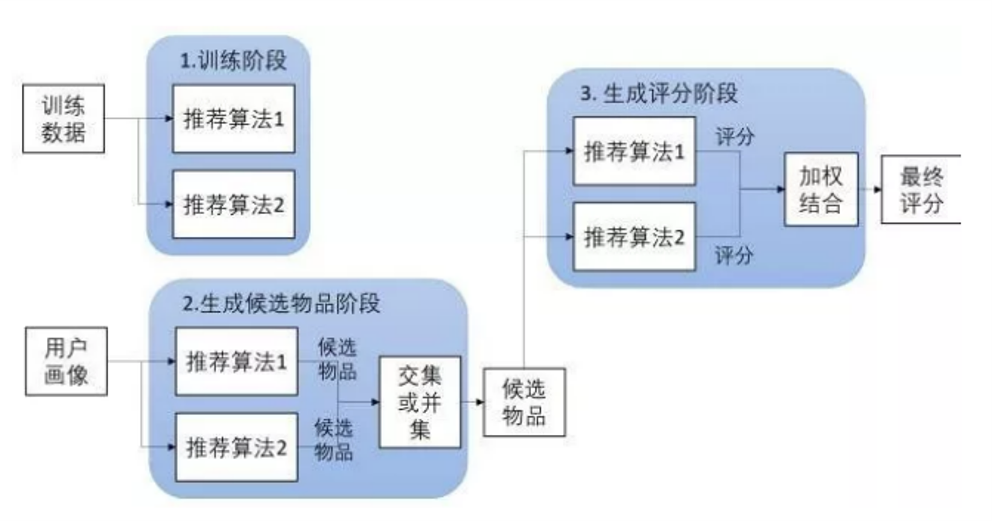 1.训练阶段
训练
数据
推荐算法1
推荐算法2
2.生成候选物品阶段
用户
画像
推荐算法1
候选
物品
推荐算法2
候选
物品
交集
或并
集
候选
物品
3. 生成评分阶段
推荐算法1
评分
推荐算法2
评分
加权
结合
最终
评分